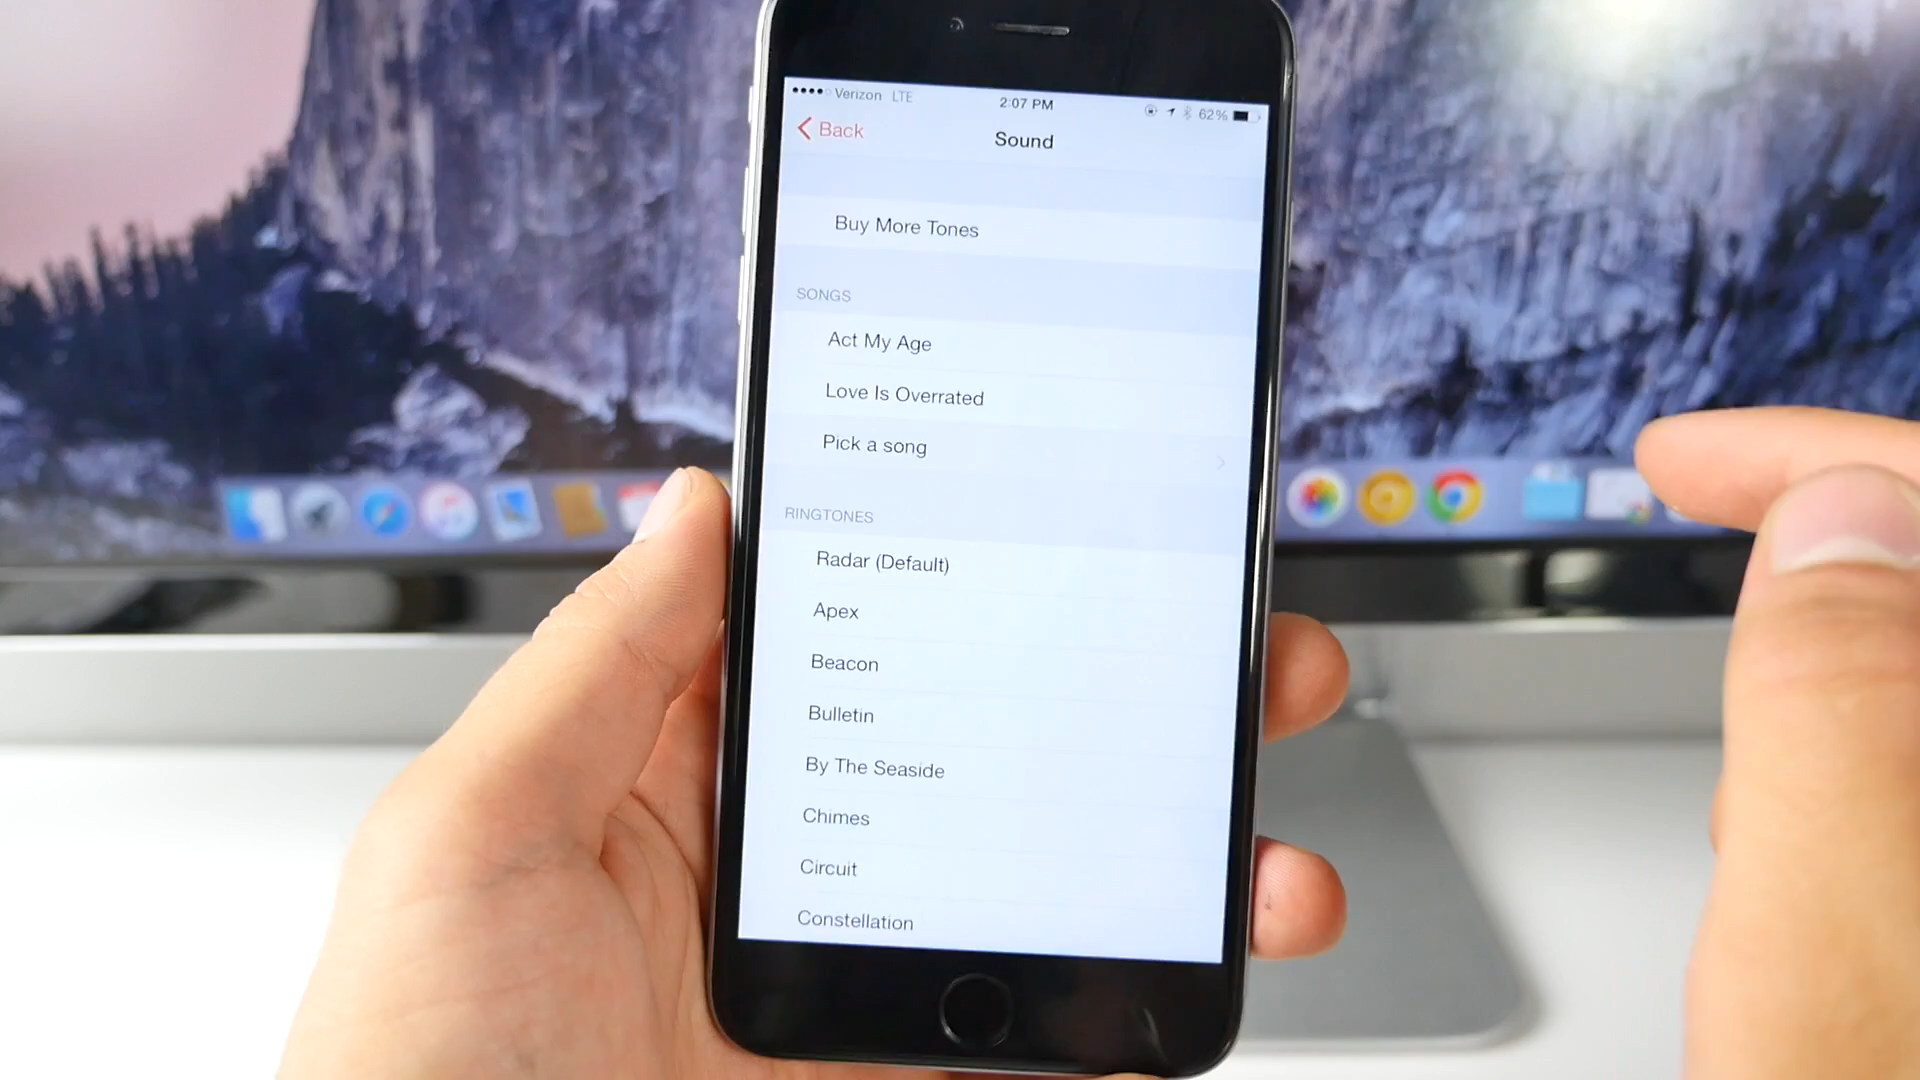 Verizon LTE 2:07 PM 62%
Back
Sound
Buy More Tones
SONGS
Act My Age
Love Is Overrated
Pick a song
RINGTONES
Radar (Default)
Apex
Beacon
Bulletin
By The Seaside
Chimes
Circuit
Constellation